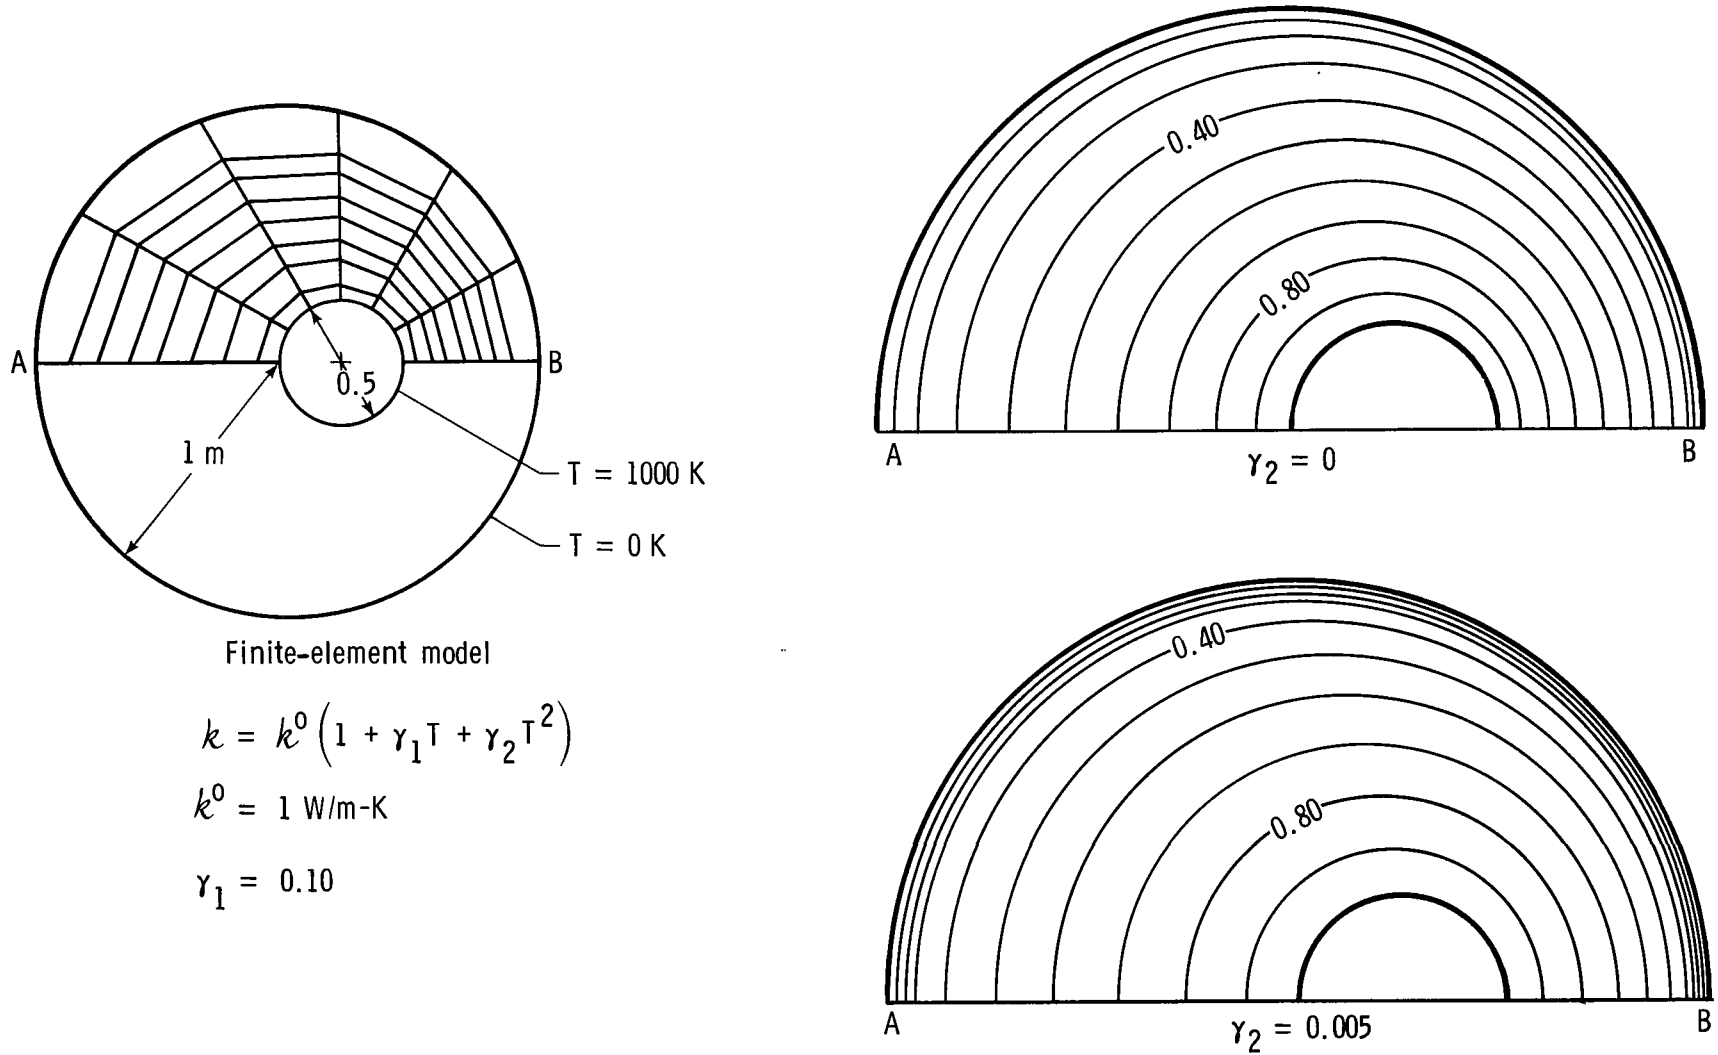 A
B
0.5
1 m
T = 1000 K
T = 0 K
Finite-element model
k = k⁰ (1 + γ₁T + γ₂T²)
k⁰ = 1 W/m-K
γ₁ = 0.10
0.40
0.80
A
B
γ₂ = 0
0.40
0.80
A
B
γ₂ = 0.005